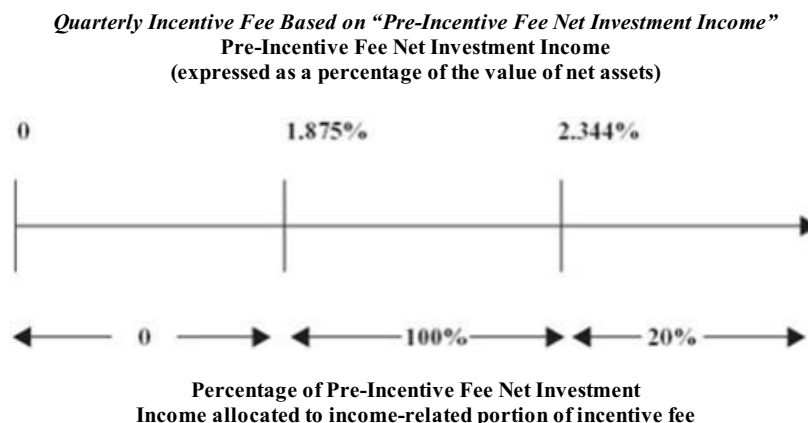 Quarterly Incentive Fee Based on “Pre-Incentive Fee Net Investment Income”
Pre-Incentive Fee Net Investment Income
(expressed as a percentage of the value of net assets)
0 1.875% 2.344%
0 100% 20%
Percentage of Pre-Incentive Fee Net Investment
Income allocated to income-related portion of incentive fee